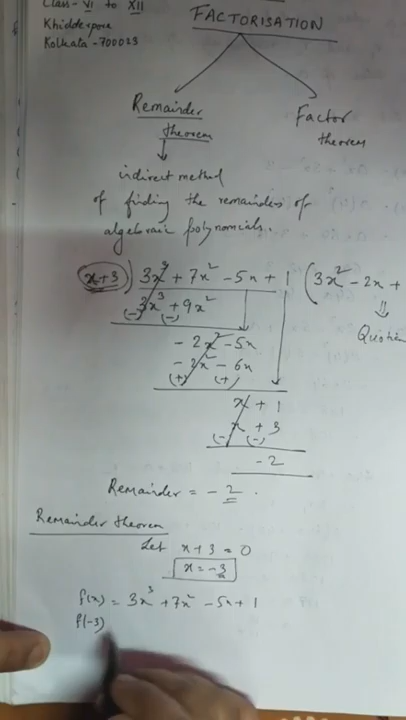 Class - VI to XII
Khidderpore
Kolkata - 700023
FACTORISATION
Remainder theorem
Factor theorem
indirect method
of finding the remainders of
algebraic polynomials.
x+3 ) 3x³ + 7x² - 5x + 1 ( 3x² - 2x +
3x³ + 9x²
(-) (-)
Quotien
- 2x² - 5x
- 2x² - 6x
(+) (+)
x + 1
x + 3
(-) (-)
- 2
Remainder = - 2 .
Remainder theorem
Let x + 3 = 0
x = -3
f(x) = 3x³ + 7x² - 5x + 1
f(-3)